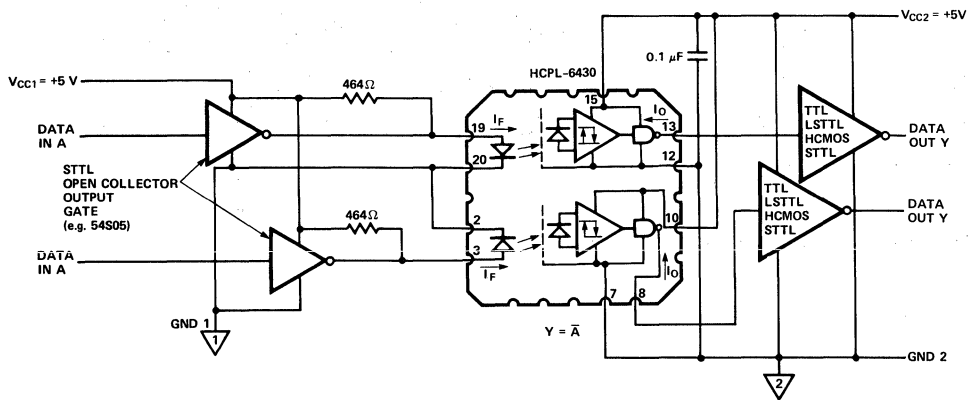 VCC2 = +5V
0.1 µF
HCPL-6430
VCC1 = +5 V
464Ω
15
IO
IF
19
13
TTL
LSTTL
HCMOS
STTL
DATA
IN A
DATA
OUT Y
20
12
STTL
OPEN COLLECTOR
OUTPUT
GATE
(e.g. 54S05)
TTL
LSTTL
HCMOS
STTL
464Ω
2
10
DATA
OUT Y
3
D̅A̅T̅A̅
IN A
IF
IO
7
8
GND 1
1
Y = A̅
GND 2
2